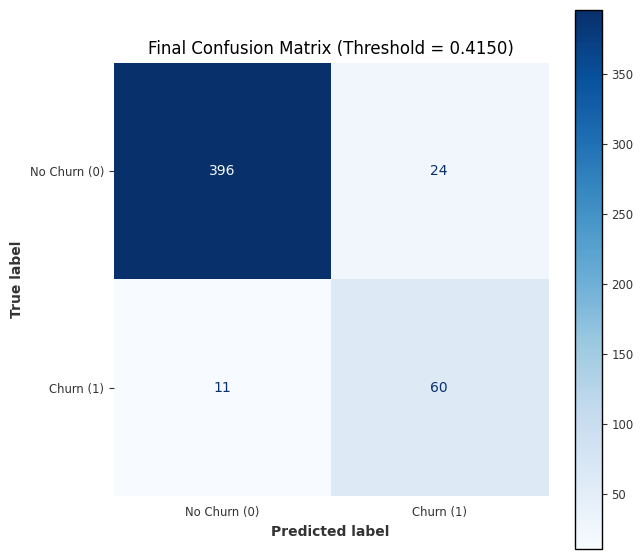 Final Confusion Matrix (Threshold = 0.4150)
No Churn (0)
396
24
Churn (1)
11
60
No Churn (0)
Churn (1)
Predicted label
True label
350
300
250
200
150
100
50